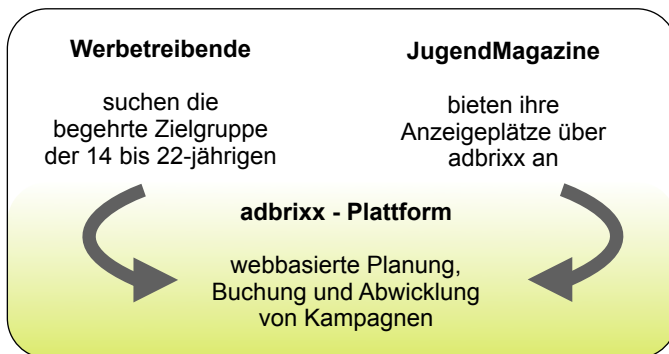 Werbetreibende
suchen die
begehrte Zielgruppe
der 14 bis 22-jährigen
JugendMagazine
bieten ihre
Anzeigeplätze über
adbrixx an
adbrixx - Plattform
webbasierte Planung,
Buchung und Abwicklung
von Kampagnen